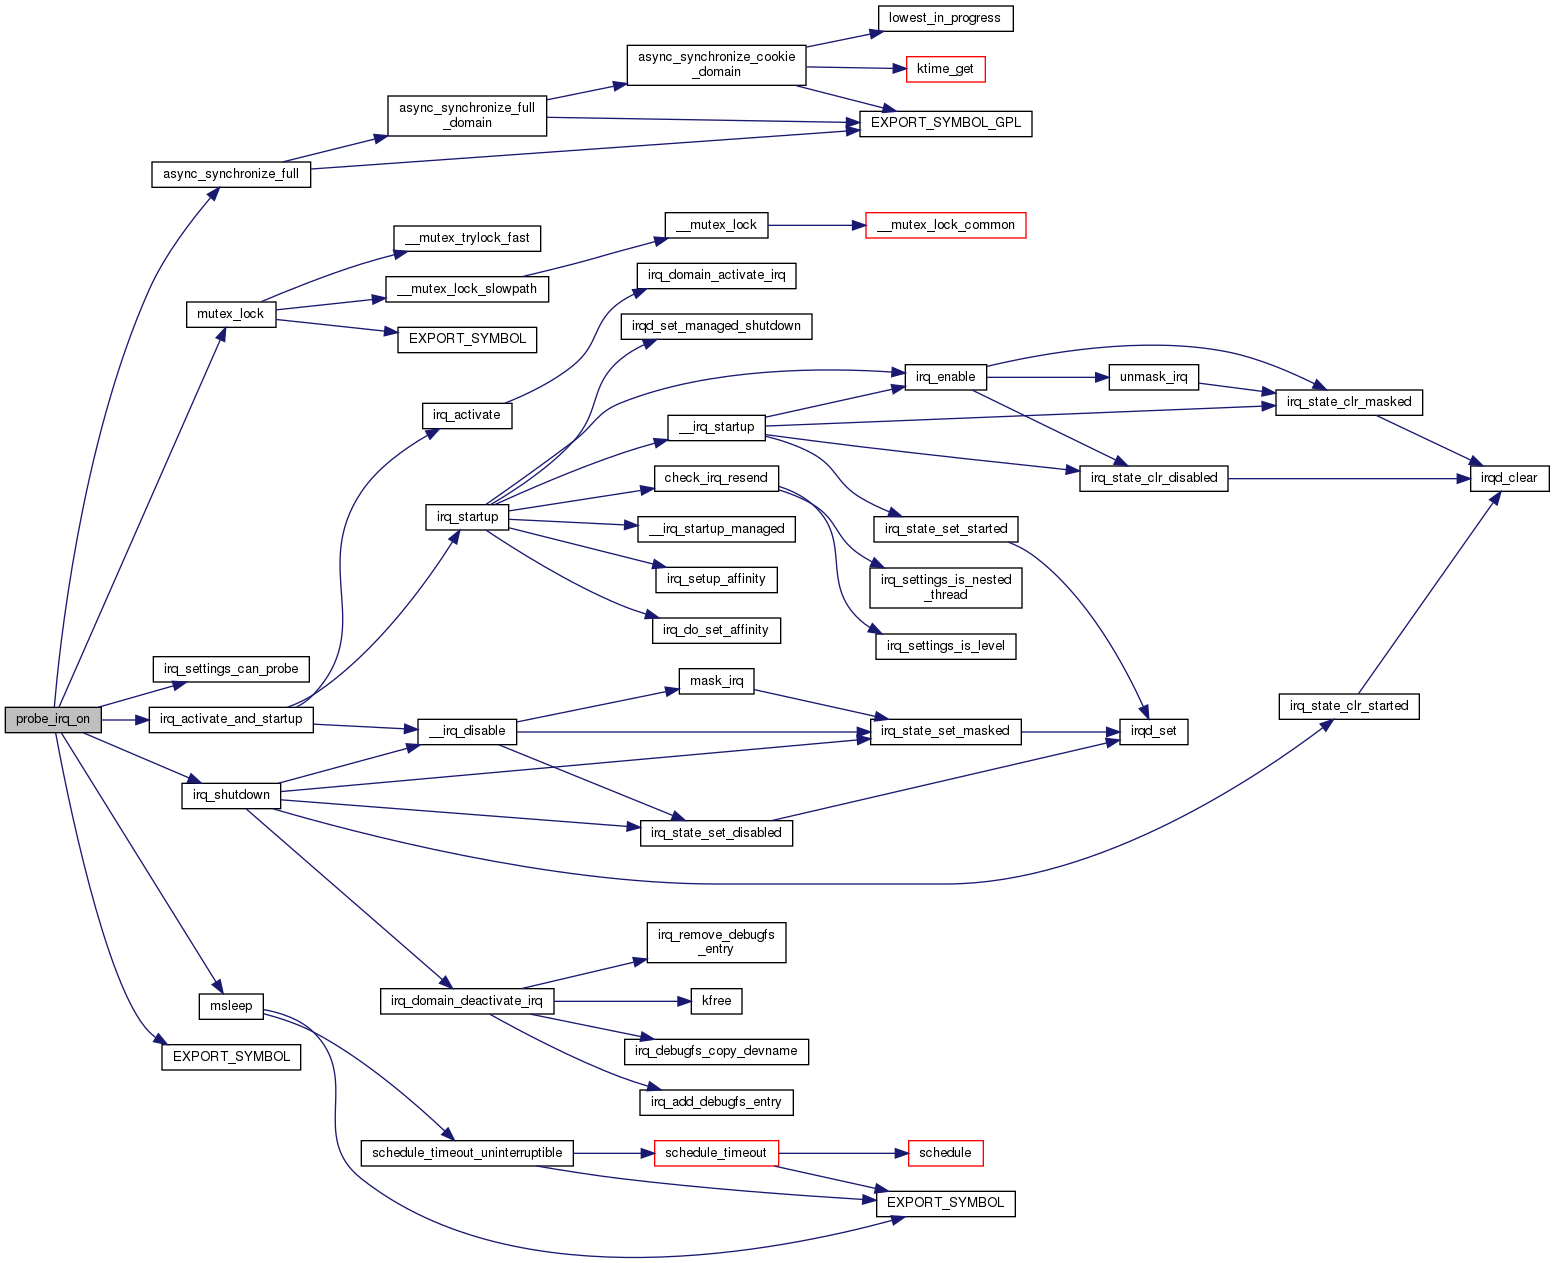 lowest_in_progress
async_synchronize_cookie
_domain
ktime_get
async_synchronize_full
_domain
EXPORT_SYMBOL_GPL
async_synchronize_full
__mutex_lock
__mutex_lock_common
__mutex_trylock_fast
irq_domain_activate_irq
__mutex_lock_slowpath
mutex_lock
irqd_set_managed_shutdown
EXPORT_SYMBOL
irq_enable
unmask_irq
irq_state_clr_masked
irq_activate
__irq_startup
check_irq_resend
irq_state_clr_disabled
irqd_clear
irq_startup
__irq_startup_managed
irq_state_set_started
irq_setup_affinity
irq_settings_is_nested
_thread
irq_do_set_affinity
irq_settings_is_level
irq_settings_can_probe
mask_irq
irq_state_clr_started
probe_irq_on
irq_activate_and_startup
__irq_disable
irq_state_set_masked
irqd_set
irq_shutdown
irq_state_set_disabled
irq_remove_debugfs
_entry
irq_domain_deactivate_irq
kfree
msleep
irq_debugfs_copy_devname
EXPORT_SYMBOL
irq_add_debugfs_entry
schedule_timeout_uninterruptible
schedule_timeout
schedule
EXPORT_SYMBOL